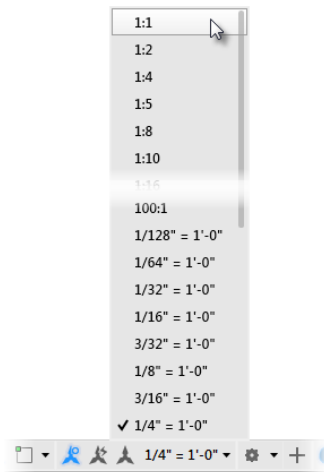 1:1
1:2
1:4
1:5
1:8
1:10
1:16
100:1
1/128" = 1'-0"
1/64" = 1'-0"
1/32" = 1'-0"
1/16" = 1'-0"
3/32" = 1'-0"
1/8" = 1'-0"
3/16" = 1'-0"
✓ 1/4" = 1'-0"
1/4" = 1'-0"